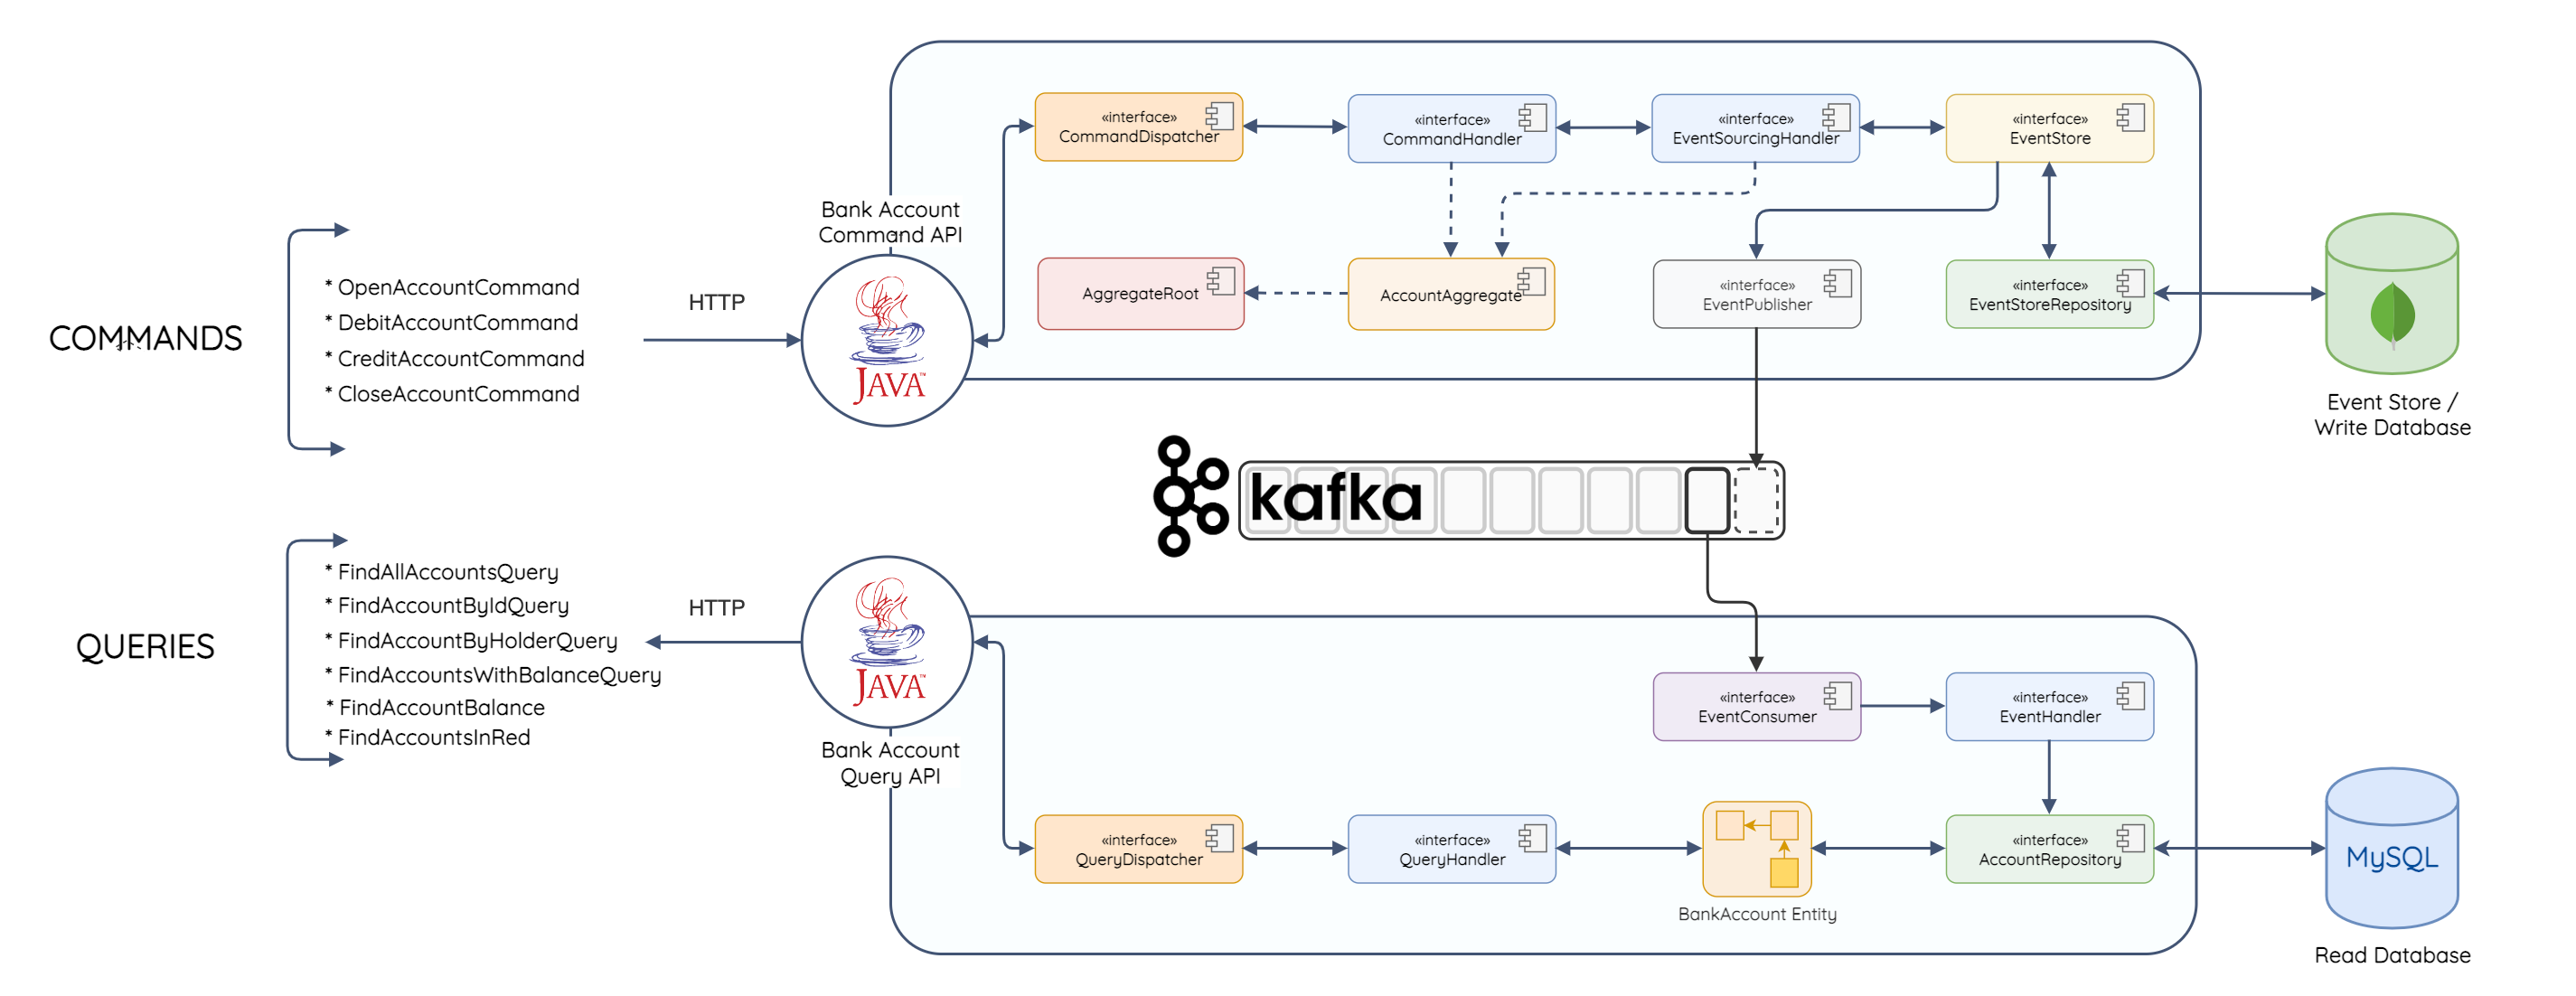 COMMANDS
* OpenAccountCommand
* DebitAccountCommand
* CreditAccountCommand
* CloseAccountCommand
HTTP
Bank Account
Command API
JAVA™
«interface»
CommandDispatcher
«interface»
CommandHandler
«interface»
EventSourcingHandler
«interface»
EventStore
AggregateRoot
AccountAggregate
«interface»
EventPublisher
«interface»
EventStoreRepository
Event Store /
Write Database
kafka
QUERIES
* FindAllAccountsQuery
* FindAccountByIdQuery
* FindAccountByHolderQuery
* FindAccountsWithBalanceQuery
* FindAccountBalance
* FindAccountsInRed
HTTP
JAVA™
Bank Account
Query API
«interface»
EventConsumer
«interface»
EventHandler
«interface»
QueryDispatcher
«interface»
QueryHandler
BankAccount Entity
«interface»
AccountRepository
MySQL
Read Database